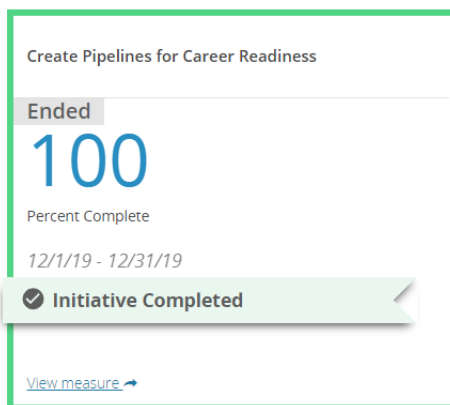 Create Pipelines for Career Readiness
Ended
100
Percent Complete
12/1/19 - 12/31/19
Initiative Completed
View measure